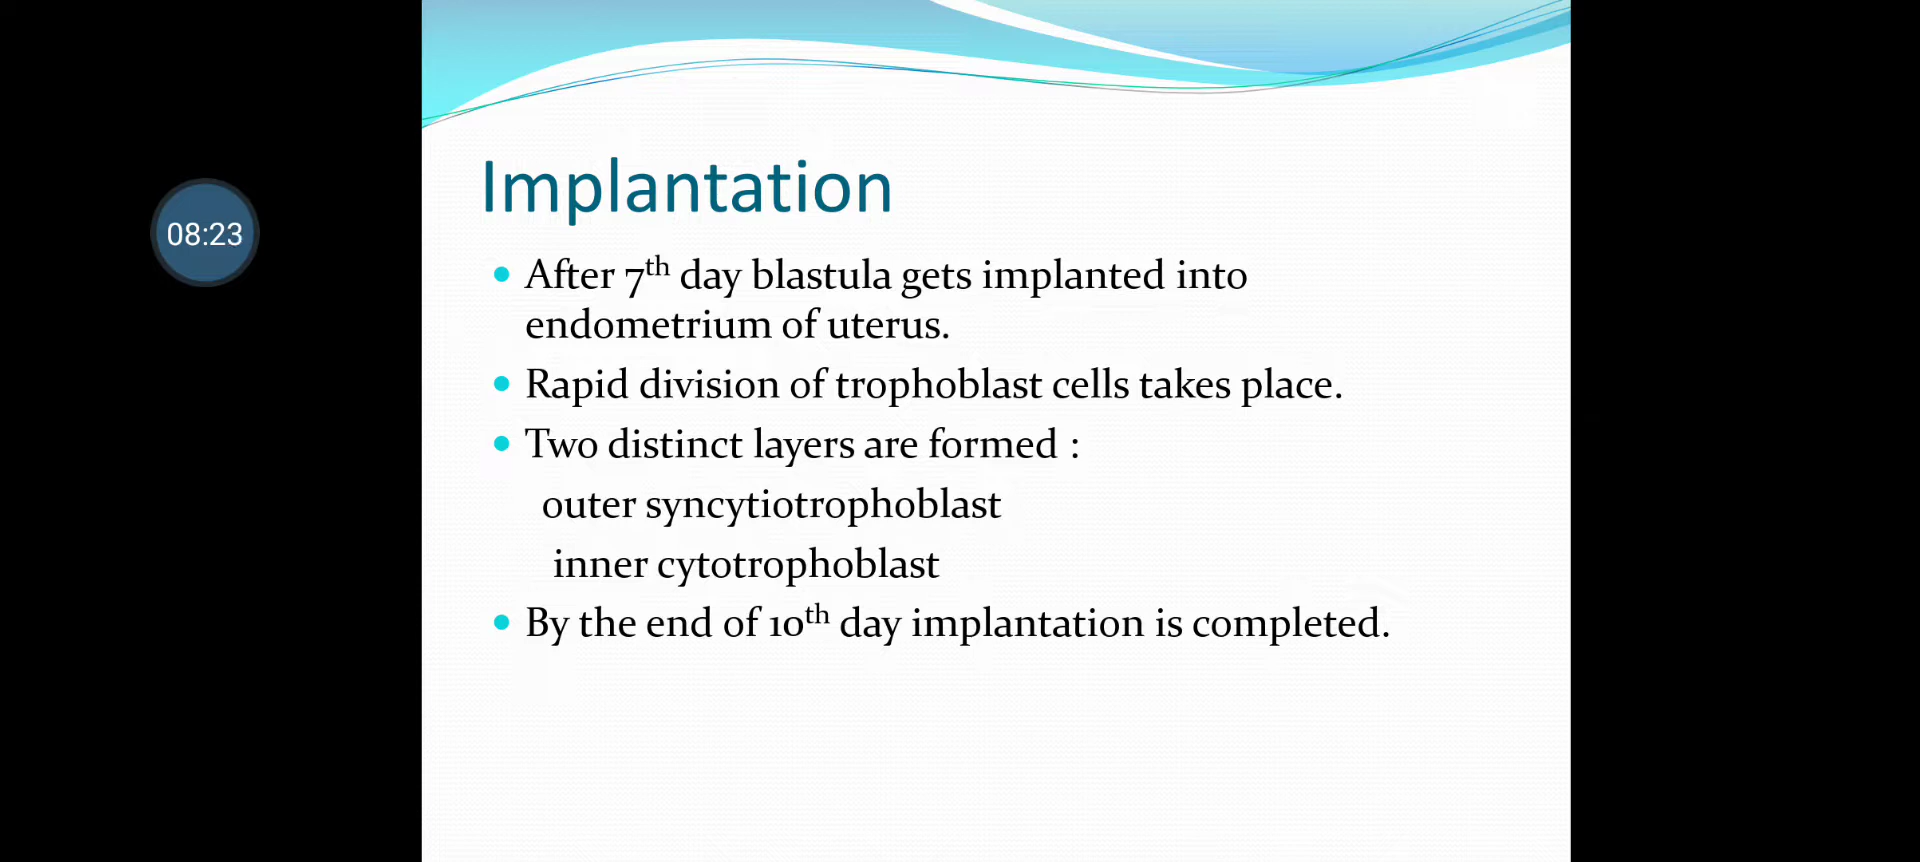 08:23
Implantation
• After 7th day blastula gets implanted into
endometrium of uterus.
• Rapid division of trophoblast cells takes place.
• Two distinct layers are formed :
outer syncytiotrophoblast
inner cytotrophoblast
• By the end of 10th day implantation is completed.